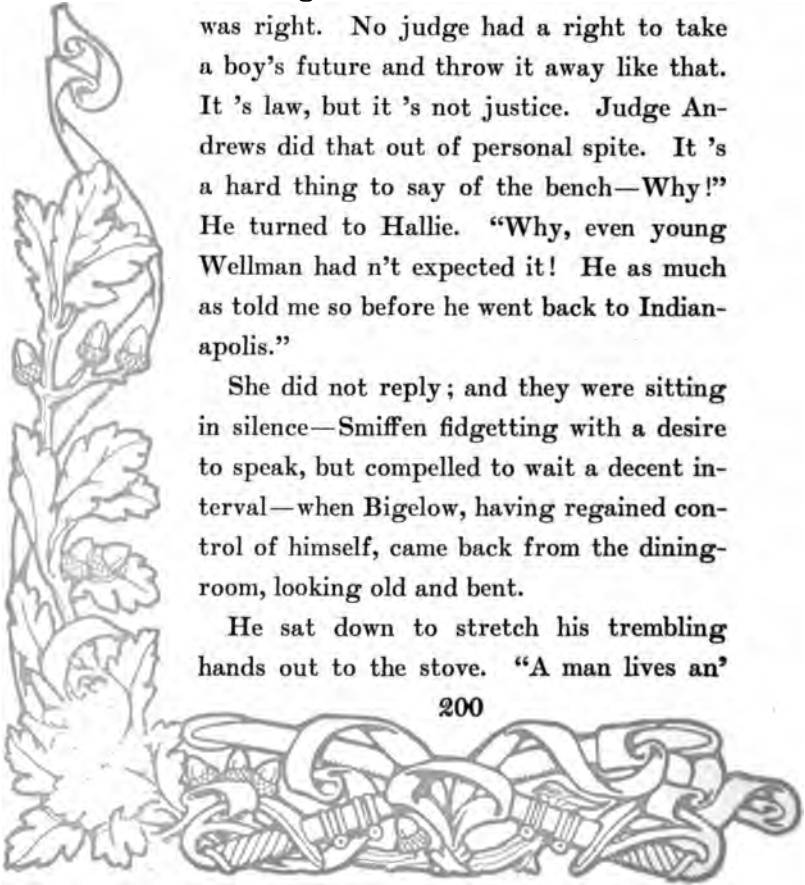 was right. No judge had a right to take
a boy's future and throw it away like that.
It 's law, but it 's not justice. Judge An-
drews did that out of personal spite. It 's
a hard thing to say of the bench—Why!"
He turned to Hallie. "Why, even young
Wellman had n't expected it! He as much
as told me so before he went back to Indian-
apolis."
She did not reply; and they were sitting
in silence—Smiffen fidgetting with a desire
to speak, but compelled to wait a decent in-
terval—when Bigelow, having regained con-
trol of himself, came back from the dining-
room, looking old and bent.
He sat down to stretch his trembling
hands out to the stove. "A man lives an'
200